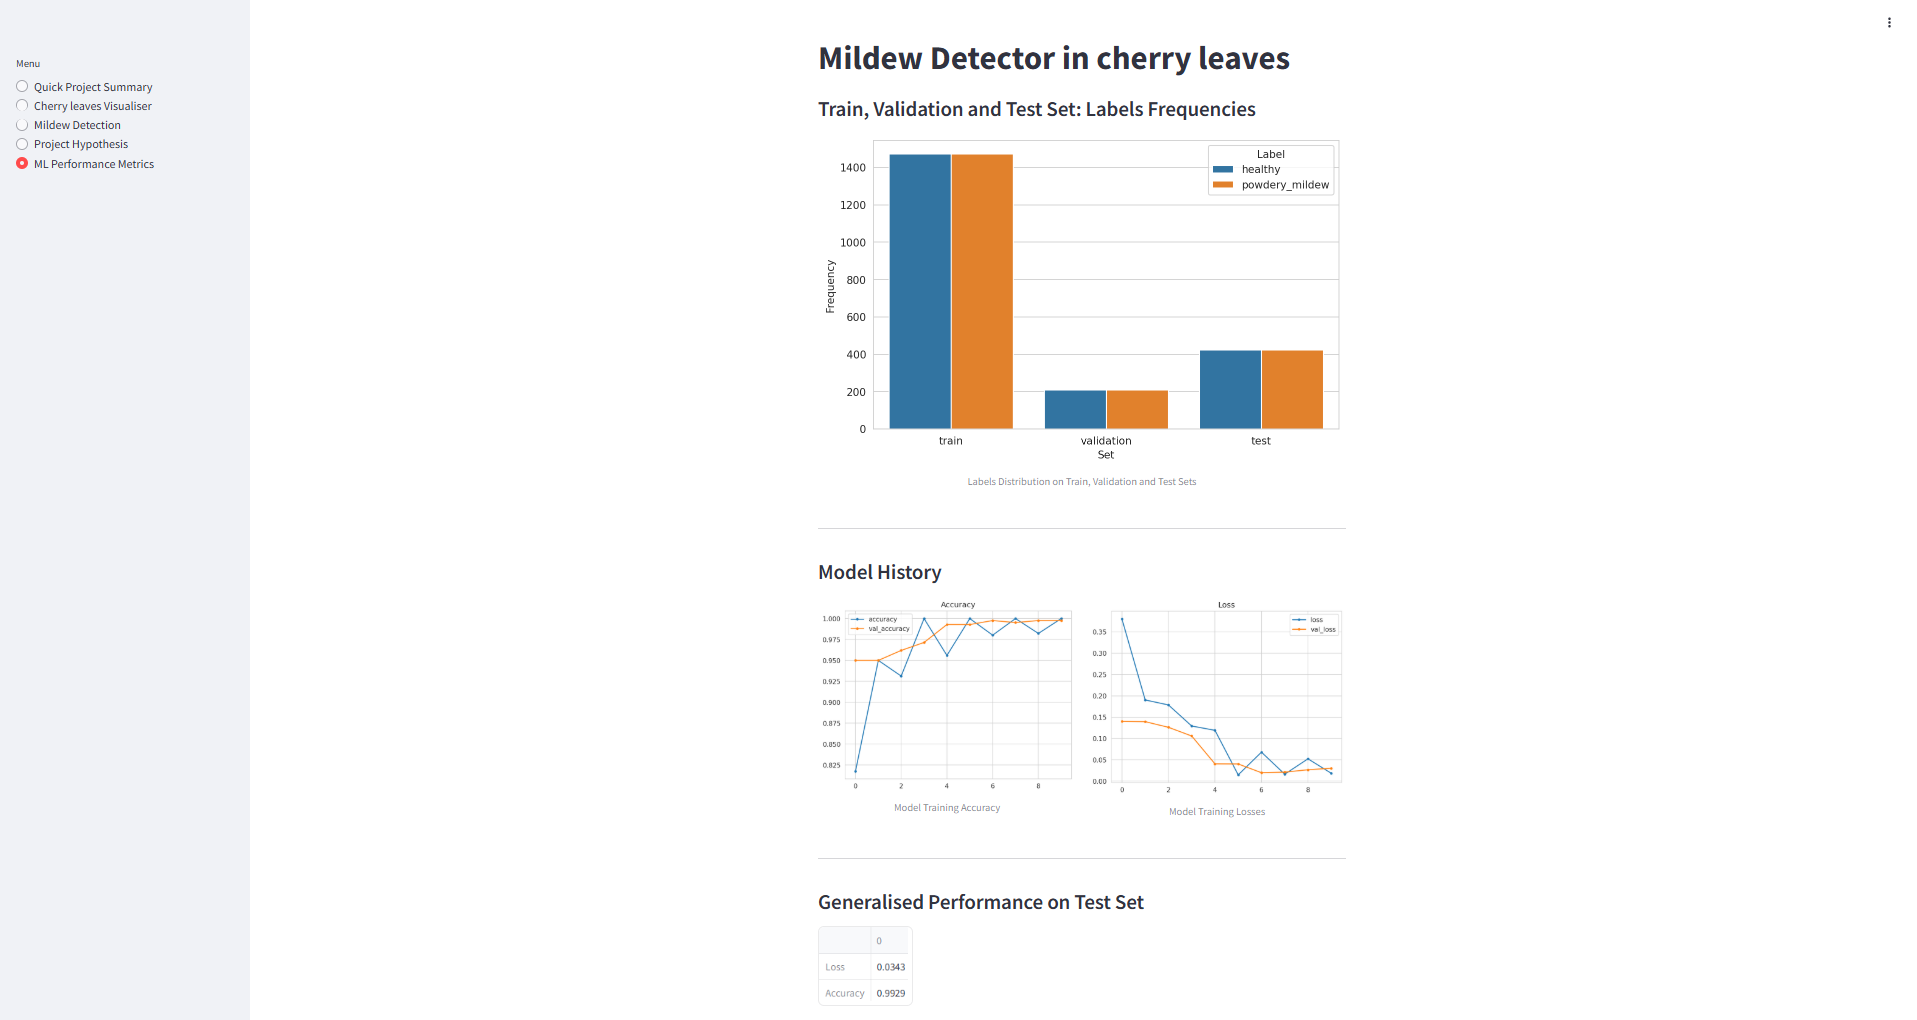 Menu
Quick Project Summary
Cherry leaves Visualiser
Mildew Detection
Project Hypothesis
ML Performance Metrics
Mildew Detector in cherry leaves
Train, Validation and Test Set: Labels Frequencies
Label
healthy
powdery_mildew
1400
1200
1000
800
600
400
200
0
Frequency
train validation test
Set
Labels Distribution on Train, Validation and Test Sets
Model History
Accuracy
accuracy
val_accuracy
1.000
0.975
0.950
0.925
0.900
0.875
0.850
0.825
0 2 4 6 8
Model Training Accuracy
Loss
loss
val_loss
0.35
0.30
0.25
0.20
0.15
0.10
0.05
0.00
0 2 4 6 8
Model Training Losses
Generalised Performance on Test Set
0
Loss 0.0343
Accuracy 0.9929